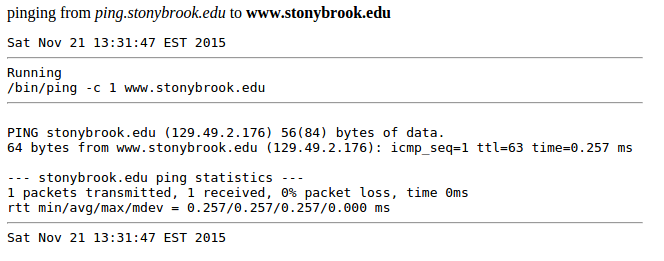 pinging from ping.stonybrook.edu to www.stonybrook.edu
Sat Nov 21 13:31:47 EST 2015
Running
/bin/ping -c 1 www.stonybrook.edu
PING stonybrook.edu (129.49.2.176) 56(84) bytes of data.
64 bytes from www.stonybrook.edu (129.49.2.176): icmp_seq=1 ttl=63 time=0.257 ms
--- stonybrook.edu ping statistics ---
1 packets transmitted, 1 received, 0% packet loss, time 0ms
rtt min/avg/max/mdev = 0.257/0.257/0.257/0.000 ms
Sat Nov 21 13:31:47 EST 2015